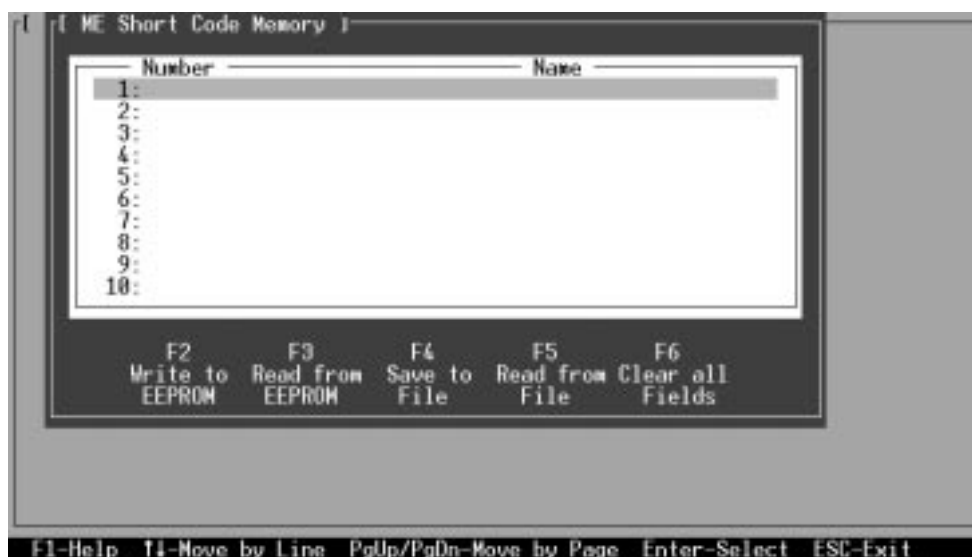 [ ME Short Code Memory ]
Number Name
1:
2:
3:
4:
5:
6:
7:
8:
9:
10:
F2 F3 F4 F5 F6
Write to Read from Save to Read from Clear all
EEPROM EEPROM File File Fields
F1-Help ↑↓-Move by Line PgUp/PgDn-Move by Page Enter-Select ESC-Exit